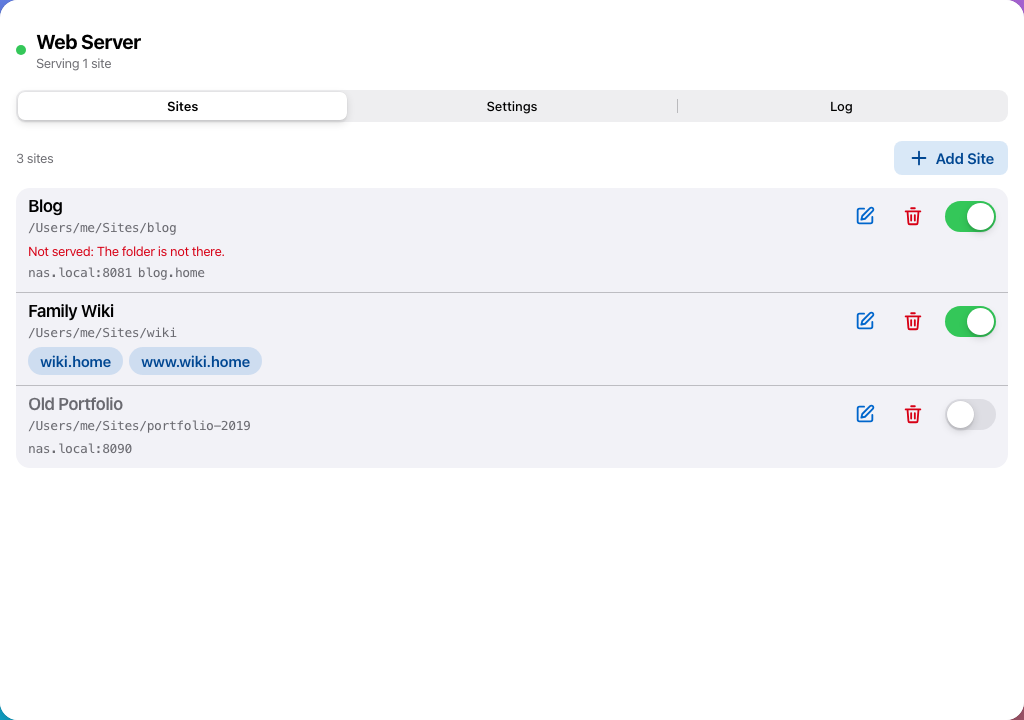 Web Server
Serving 1 site
Sites Settings Log
3 sites
Add Site
Blog
/Users/me/Sites/blog
Not served: The folder is not there.
nas.local:8081 blog.home
Family Wiki
/Users/me/Sites/wiki
wiki.home www.wiki.home
Old Portfolio
/Users/me/Sites/portfolio-2019
nas.local:8090